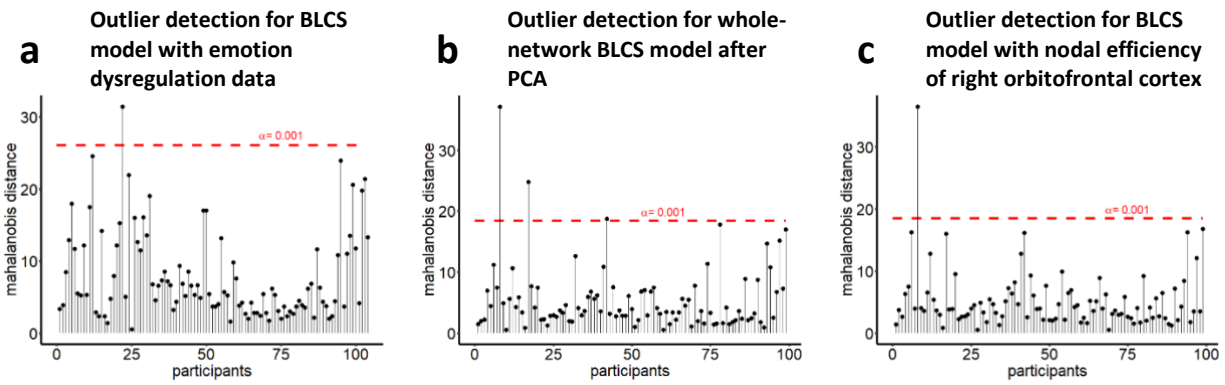 a
Outlier detection for BLCS
model with emotion
dysregulation data
mahalanobis distance
30
20
10
0
α= 0.001
0 25 50 75 100
participants
b
Outlier detection for whole-
network BLCS model after
PCA
mahalanobis distance
30
20
10
0
α= 0.001
0 25 50 75 100
participants
c
Outlier detection for BLCS
model with nodal efficiency
of right orbitofrontal cortex
mahalanobis distance
30
20
10
0
α= 0.001
0 25 50 75 100
participants